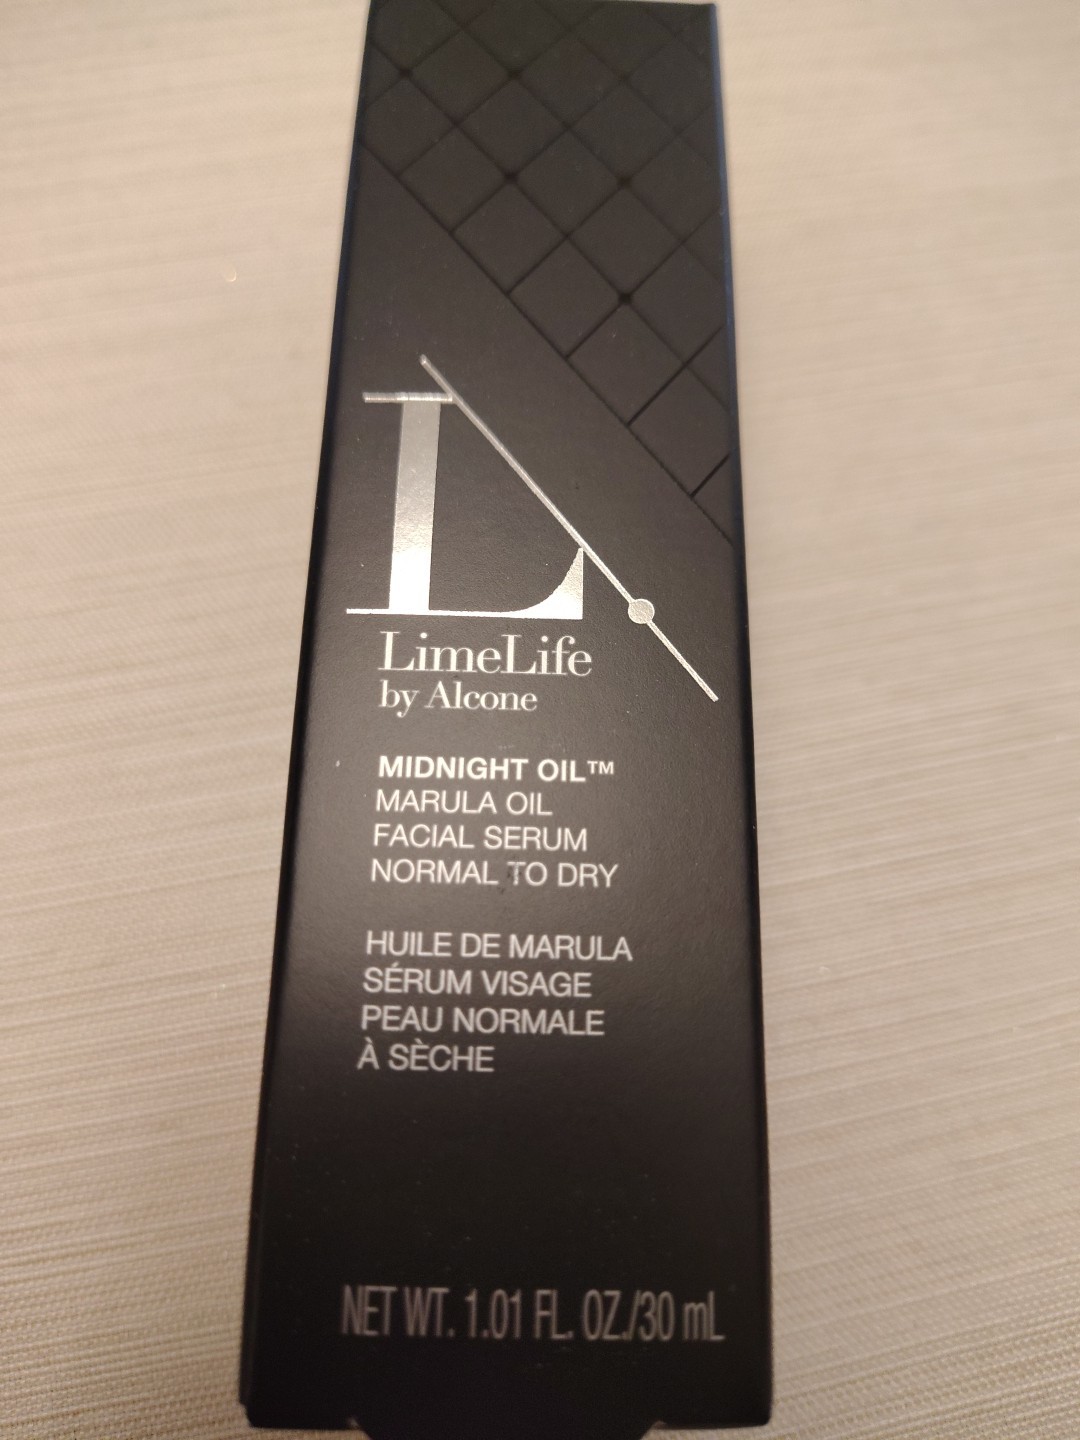 L
LimeLife
by Alcone
MIDNIGHT OIL™
MARULA OIL
FACIAL SERUM
NORMAL TO DRY
HUILE DE MARULA
SÉRUM VISAGE
PEAU NORMALE
À SÈCHE
NET WT. 1.01 FL. OZ./30 mL